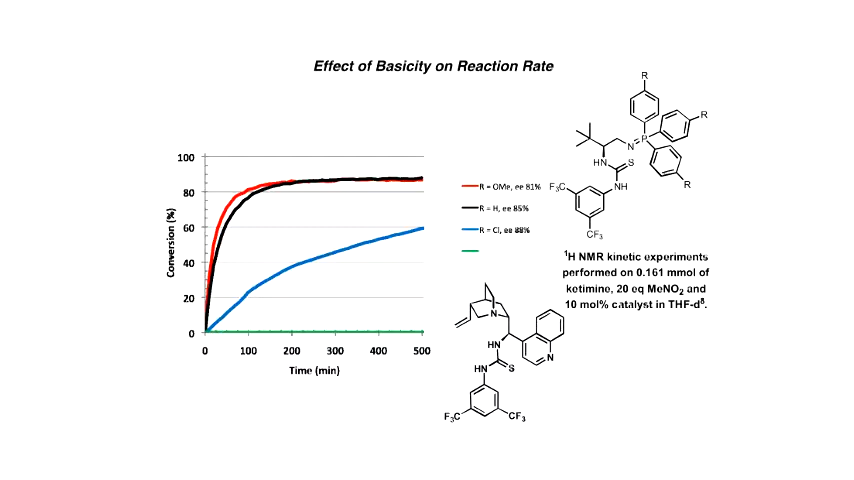 Effect of Basicity on Reaction Rate
R
R
R
N
P
HN
S
NH
F₃C
CF₃
100
80
60
40
20
0
Conversion (%)
0 100 200 300 400 500
Time (min)
R = OMe, ee 81%
R = H, ee 85%
R = Cl, ee 88%
¹H NMR kinetic experiments
performed on 0.161 mmol of
ketimine, 20 eq MeNO₂ and
10 mol% catalyst in THF-d⁸.
N
HN
N
S
HN
F₃C
CF₃